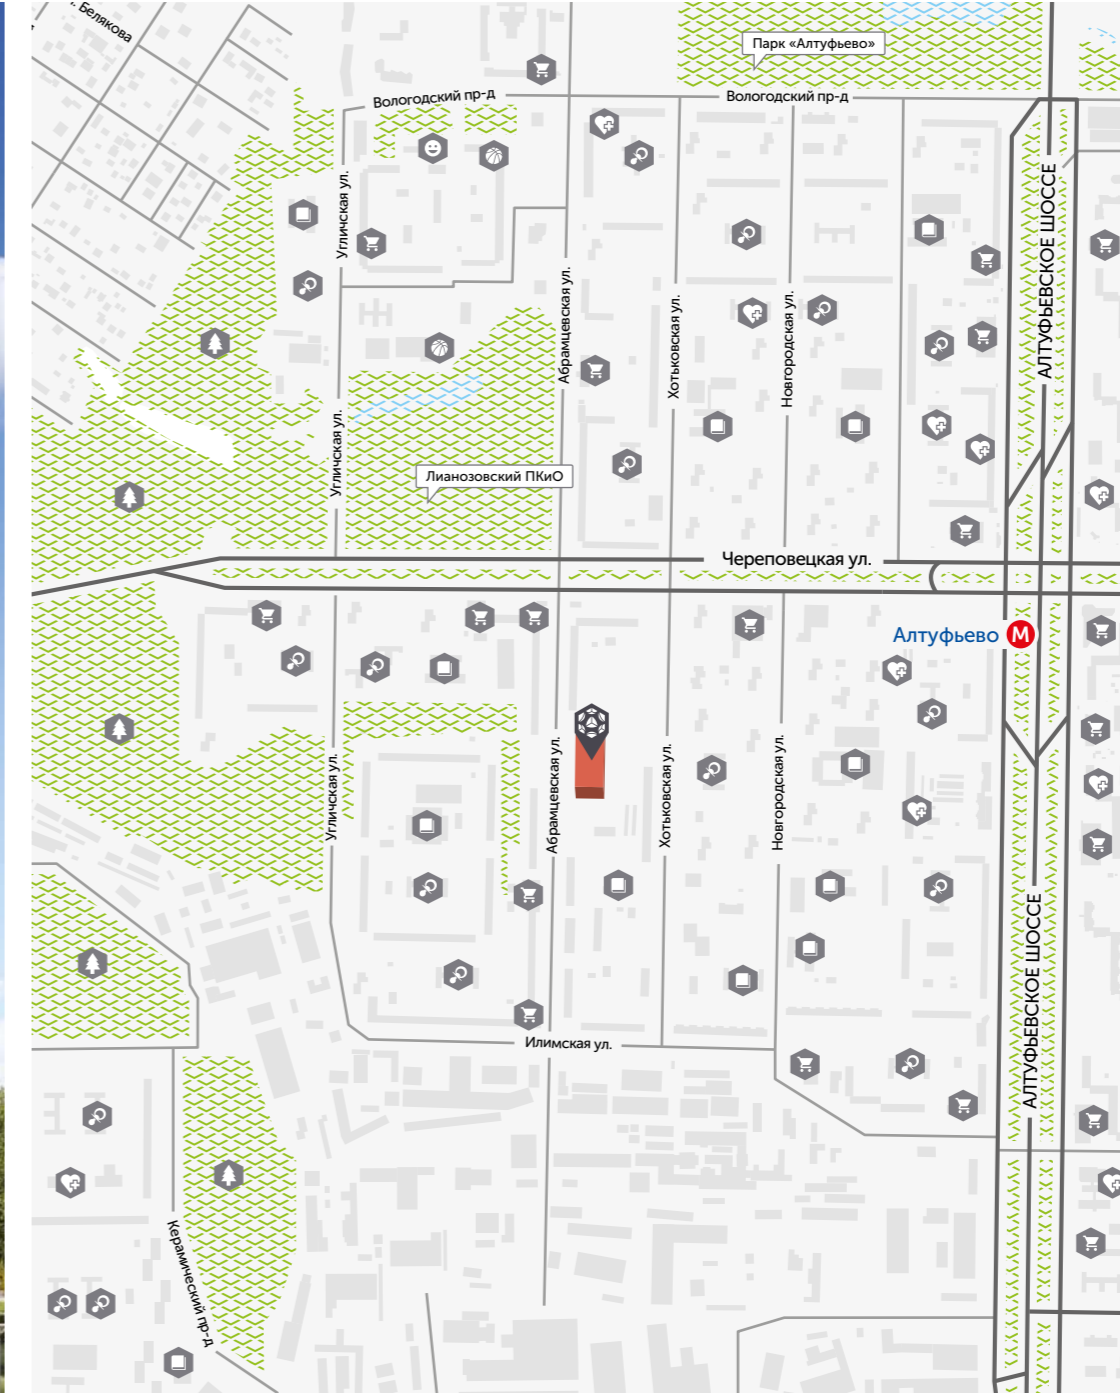 . Белякова
Парк «Алтуфьево»
Вологодский пр-д
Вологодский пр-д
Угличская ул.
Абрамцевская ул.
Хотьковская ул.
Новгородская ул.
АЛТУФЬЕВСКОЕ ШОССЕ
Угличская ул.
Лианозовский ПКиО
Череповецкая ул.
Алтуфьево М
Угличская ул.
Абрамцевская ул.
Хотьковская ул.
Новгородская ул.
АЛТУФЬЕВСКОЕ ШОССЕ
Илимская ул.
Керамический пр-д